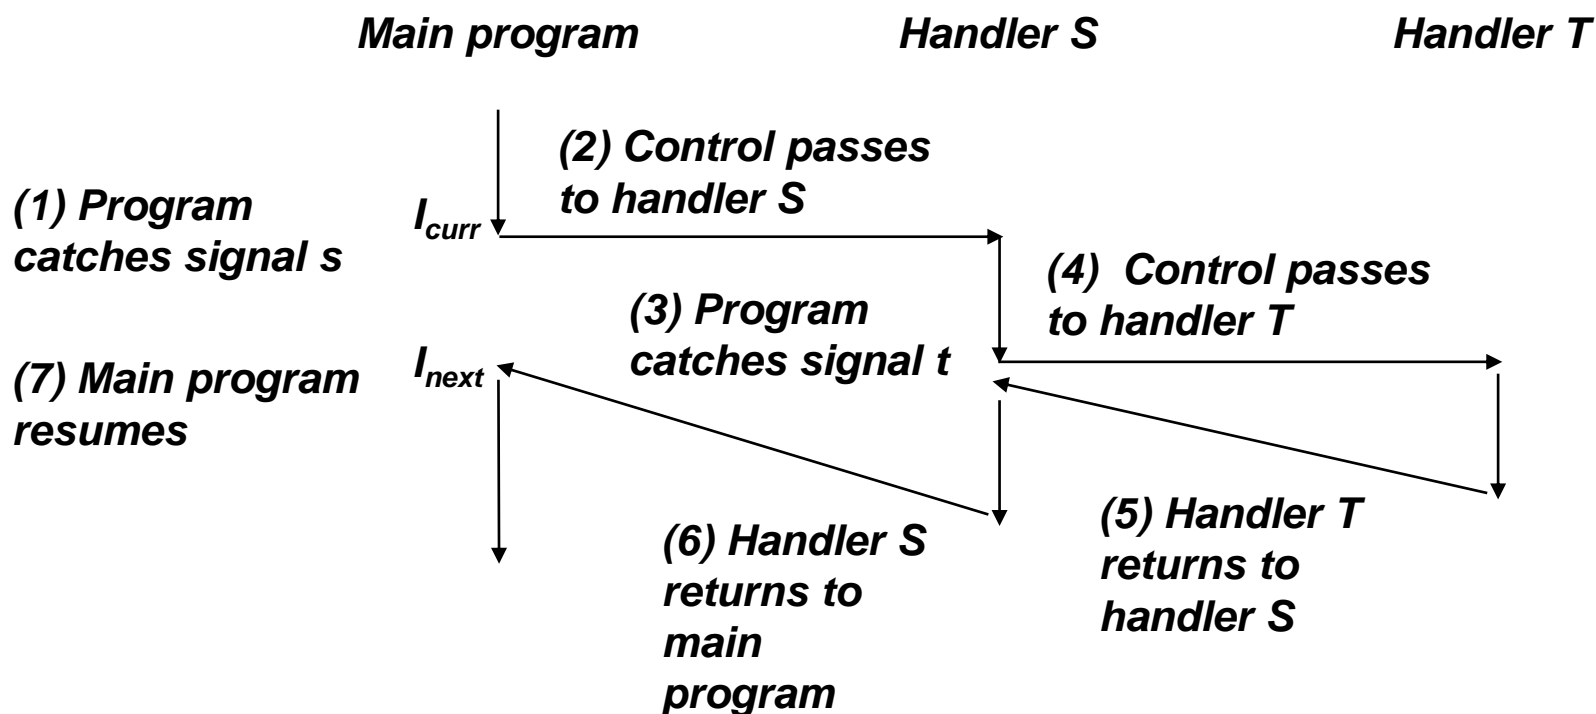 Main program Handler S Handler T
(2) Control passes
to handler S
(1) Program
catches signal s
I_curr
(4) Control passes
to handler T
(3) Program
catches signal t
I_next
(7) Main program
resumes
(5) Handler T
returns to
handler S
(6) Handler S
returns to
main
program